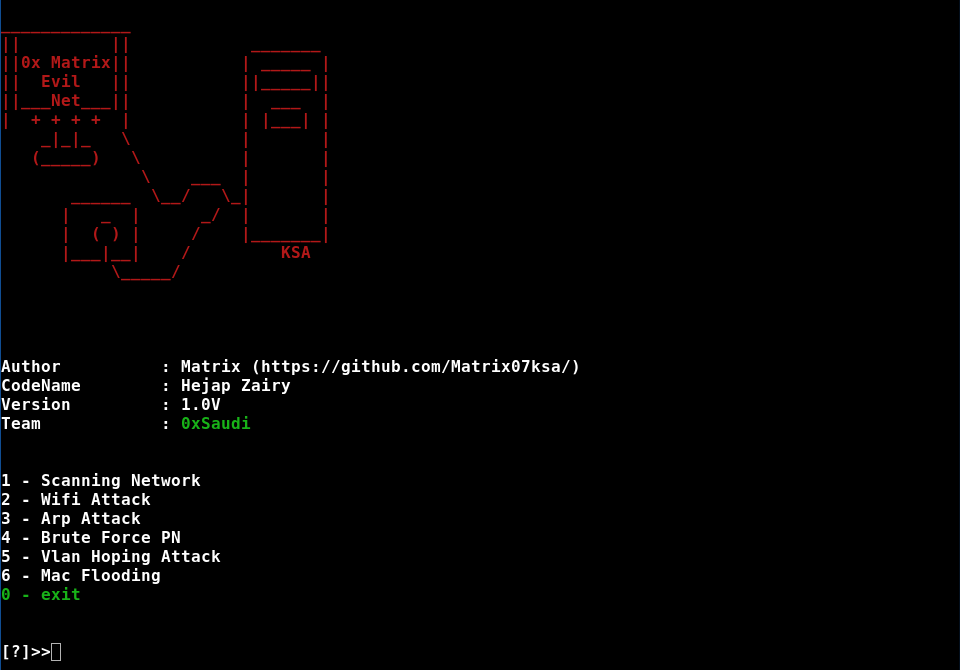 0x Matrix
Evil
Net
KSA
Author : Matrix (https://github.com/Matrix07ksa/)
CodeName : Hejap Zairy
Version : 1.0V
Team : 0xSaudi
1 - Scanning Network
2 - Wifi Attack
3 - Arp Attack
4 - Brute Force PN
5 - Vlan Hoping Attack
6 - Mac Flooding
0 - exit
[?]>>